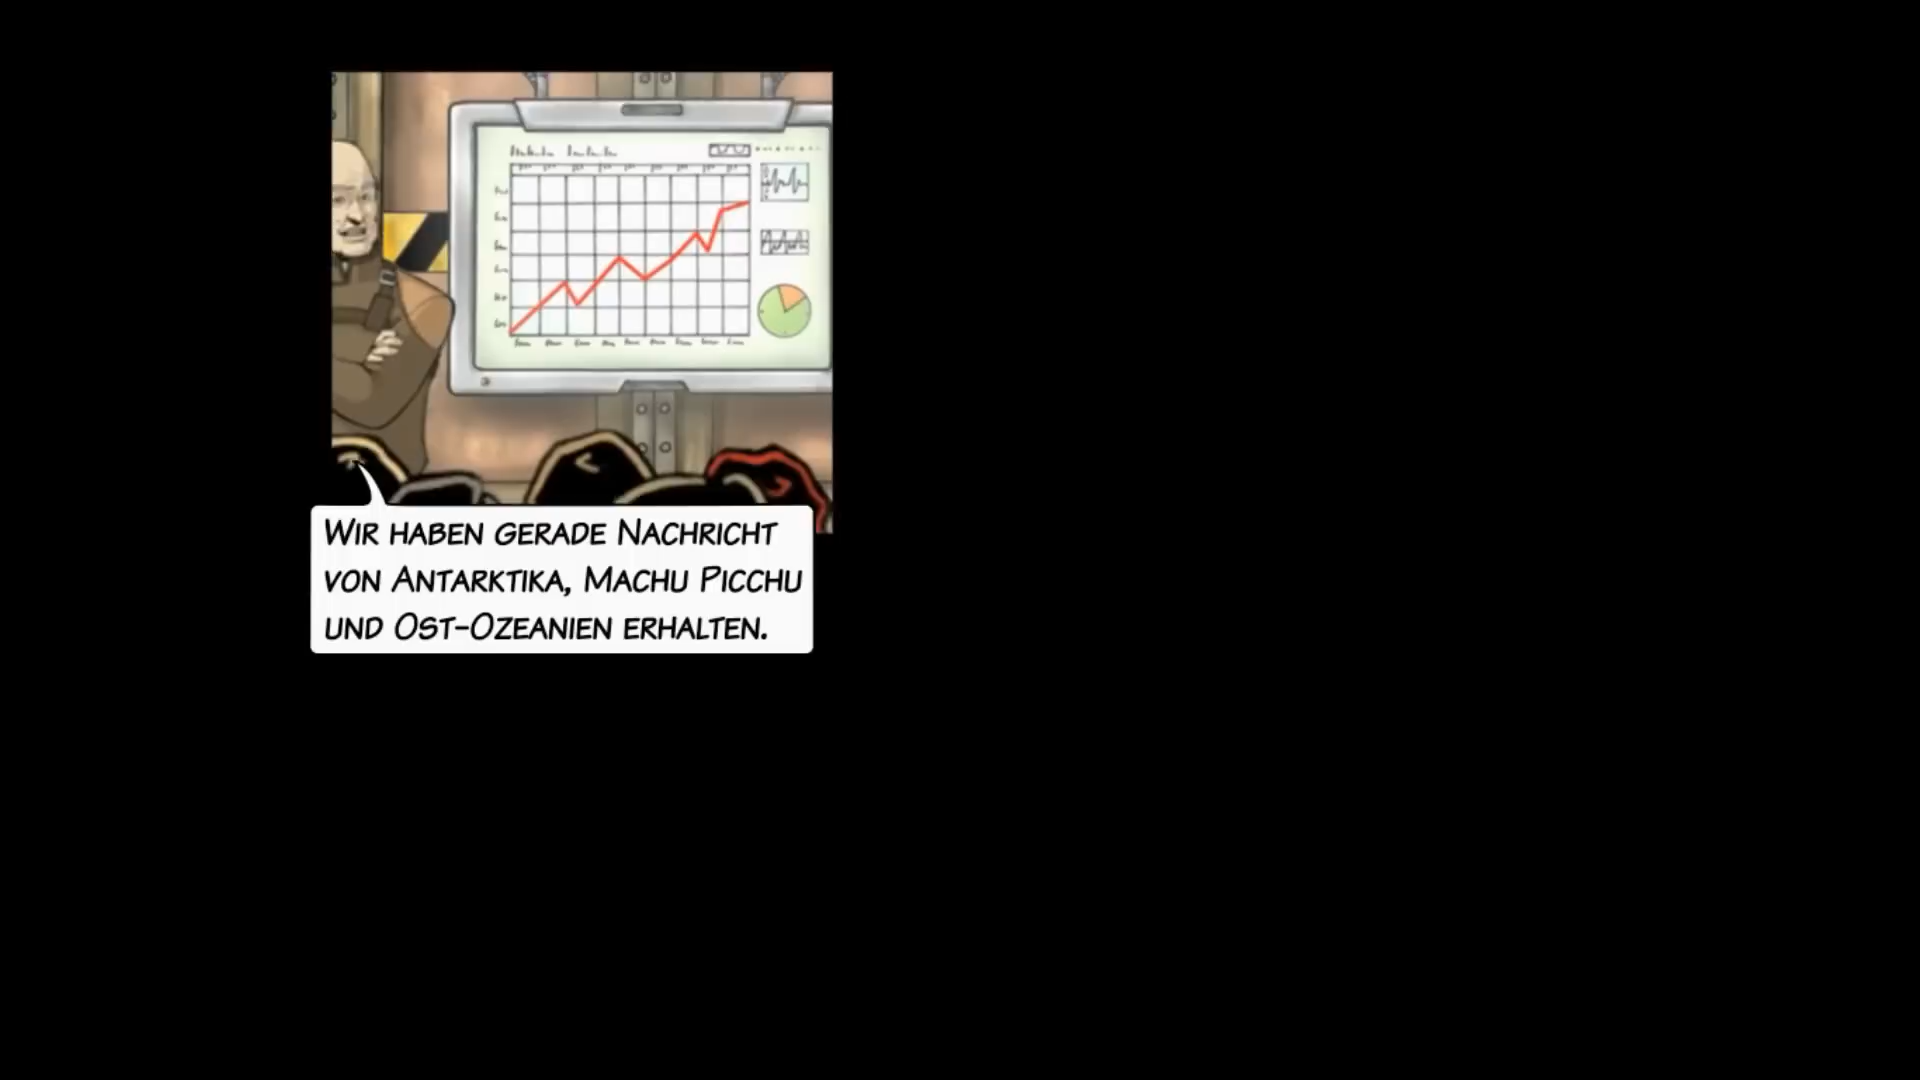 Wir haben gerade Nachricht
von Antarktika, Machu Picchu
und Ost-Ozeanien erhalten.